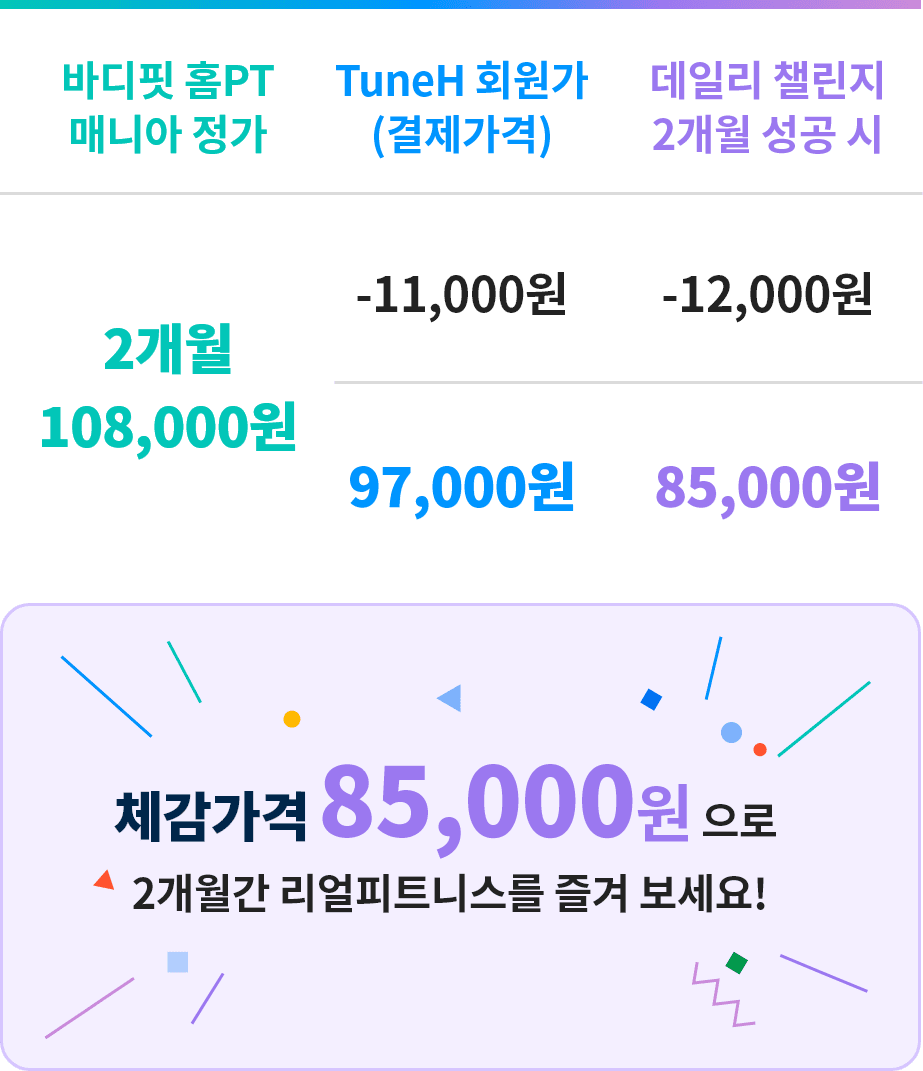 바디핏 홈PT
매니아 정가
TuneH 회원가
(결제가격)
데일리 챌린지
2개월 성공 시
2개월
108,000원
-11,000원
-12,000원
97,000원
85,000원
체감가격 85,000원 으로
2개월간 리얼피트니스를 즐겨 보세요!